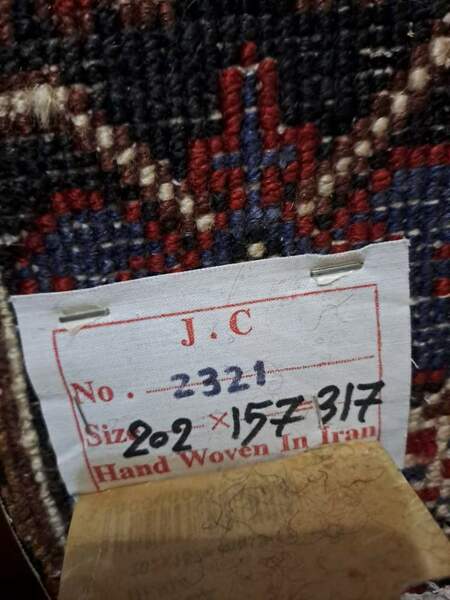 J . C
No . 2321
Size 202 × 157 317
Hand Woven In Iran